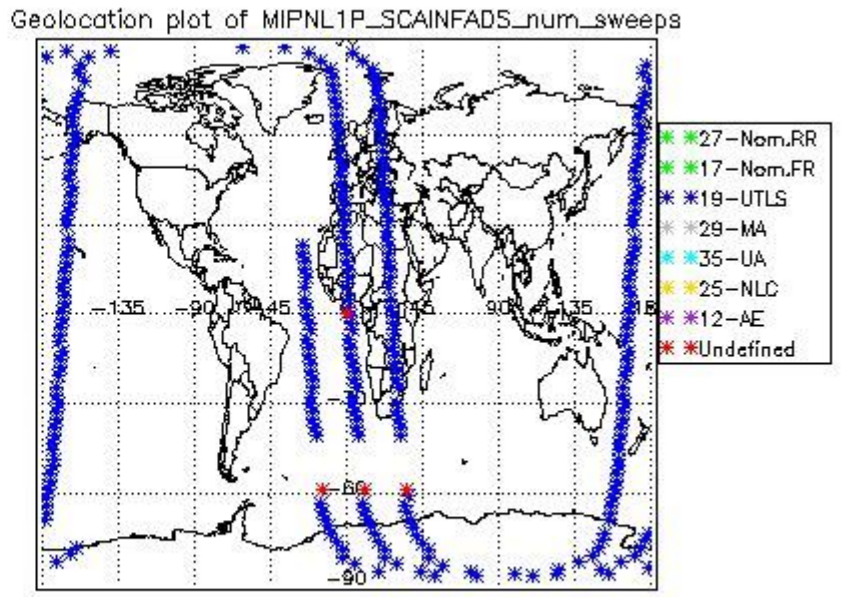 Geolocation plot of MIPNL1P_SCAINFADS_num_sweeps
27-Nom.RR
17-Nom.FR
19-UTLS
29-MA
35-UA
25-NLC
12-AE
Undefined
-135 -90 -45 45 90 135
-60
-90